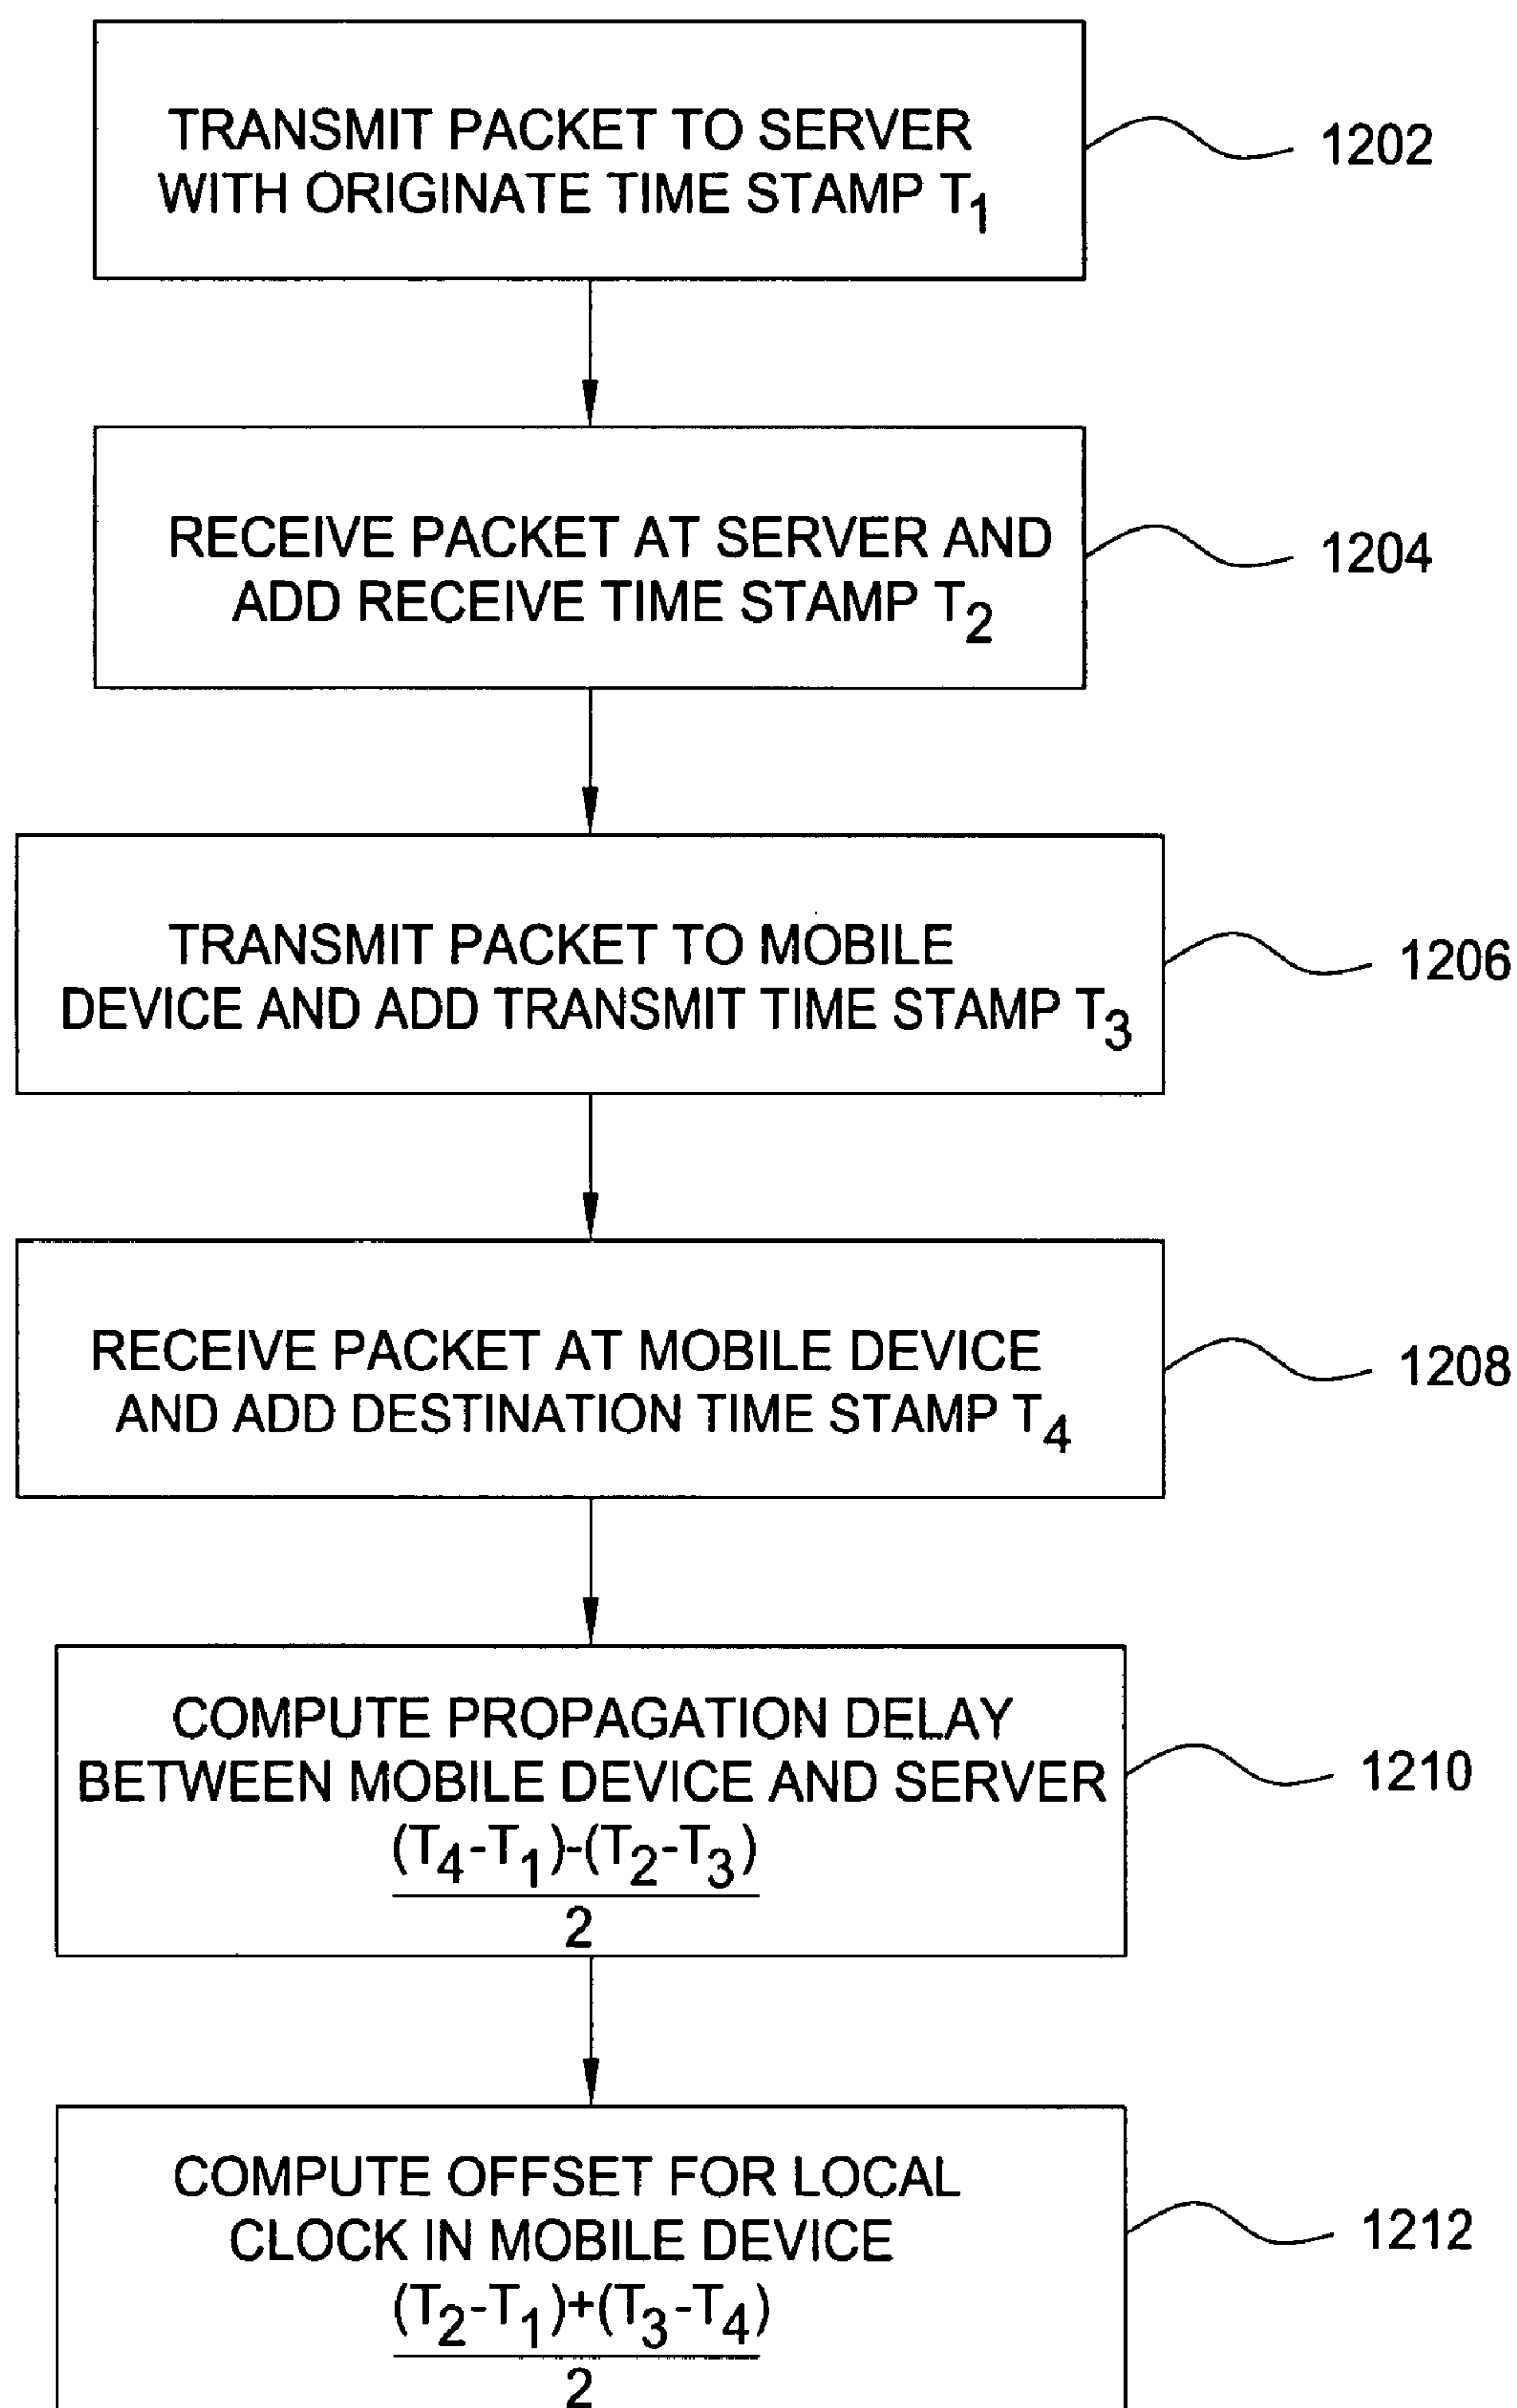 TRANSMIT PACKET TO SERVER
WITH ORIGINATE TIME STAMP T1
1202
RECEIVE PACKET AT SERVER AND
ADD RECEIVE TIME STAMP T2
1204
TRANSMIT PACKET TO MOBILE
DEVICE AND ADD TRANSMIT TIME STAMP T3
1206
RECEIVE PACKET AT MOBILE DEVICE
AND ADD DESTINATION TIME STAMP T4
1208
COMPUTE PROPAGATION DELAY
BETWEEN MOBILE DEVICE AND SERVER
(T4-T1)-(T2-T3)
2
1210
COMPUTE OFFSET FOR LOCAL
CLOCK IN MOBILE DEVICE
(T2-T1)+(T3-T4)
2
1212